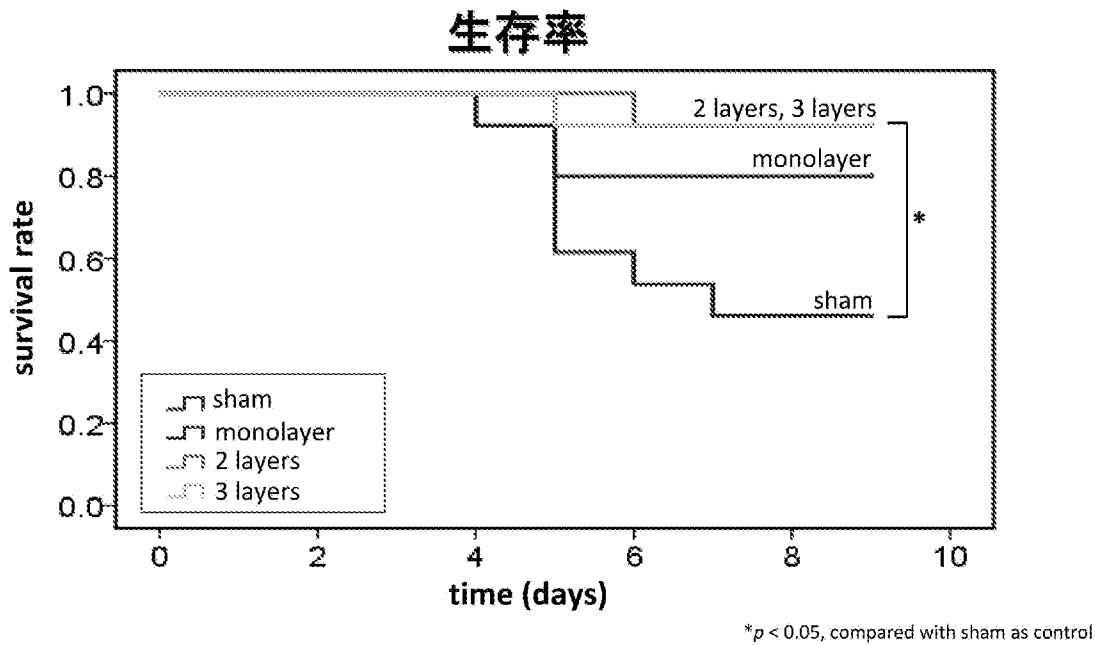 生存率
1.0
0.8
0.6
0.4
0.2
0.0
survival rate
2 layers, 3 layers
monolayer
*
sham
sham
monolayer
2 layers
3 layers
0 2 4 6 8 10
time (days)
*p < 0.05, compared with sham as control